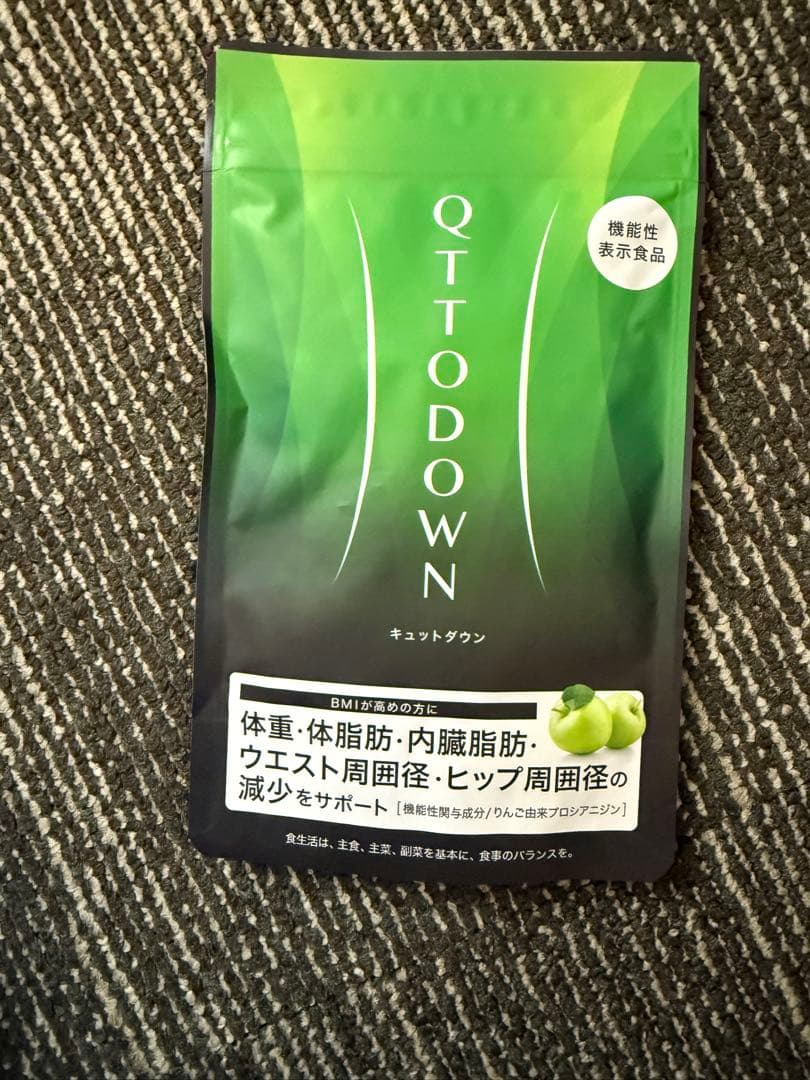 QTTODOWN
機能性
表示食品
キュットダウン
BMIが高めの方に
体重・体脂肪・内臓脂肪・
ウエスト周囲径・ヒップ周囲径の
減少をサポート [機能性関与成分/りんご由来プロシアニジン]
食生活は、主食、主菜、副菜を基本に、食事のバランスを。